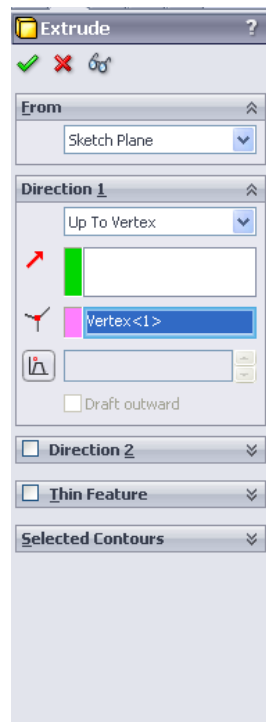 Extrude ?
From
Sketch Plane
Direction 1
Up To Vertex
Vertex<1>
Draft outward
Direction 2
Thin Feature
Selected Contours